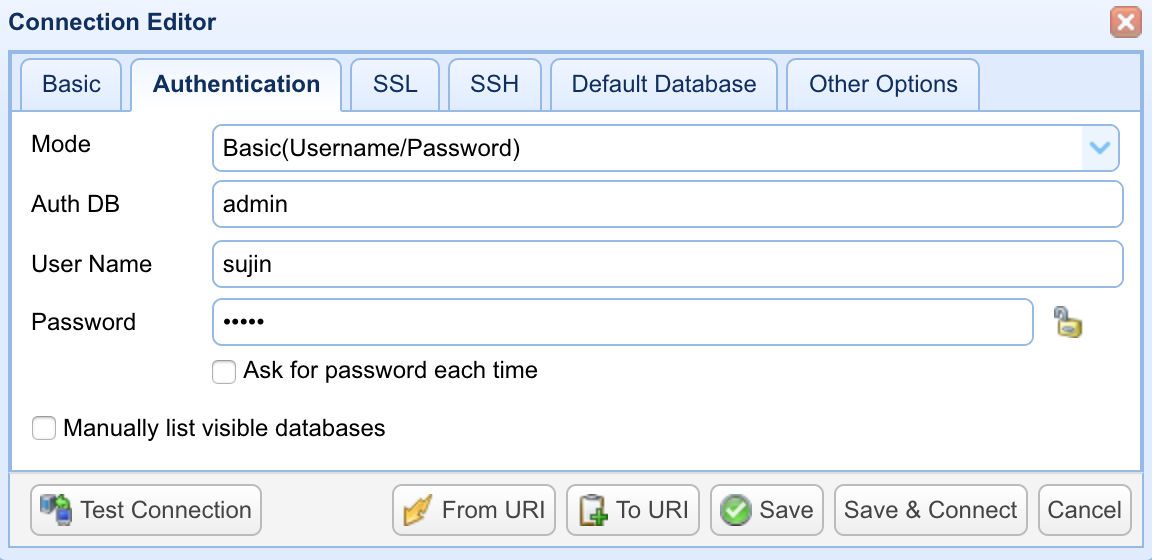 Connection Editor
Basic Authentication SSL SSH Default Database Other Options
Mode Basic(Username/Password)
Auth DB admin
User Name sujin
Password •••••
Ask for password each time
Manually list visible databases
Test Connection From URI To URI Save Save & Connect Cancel